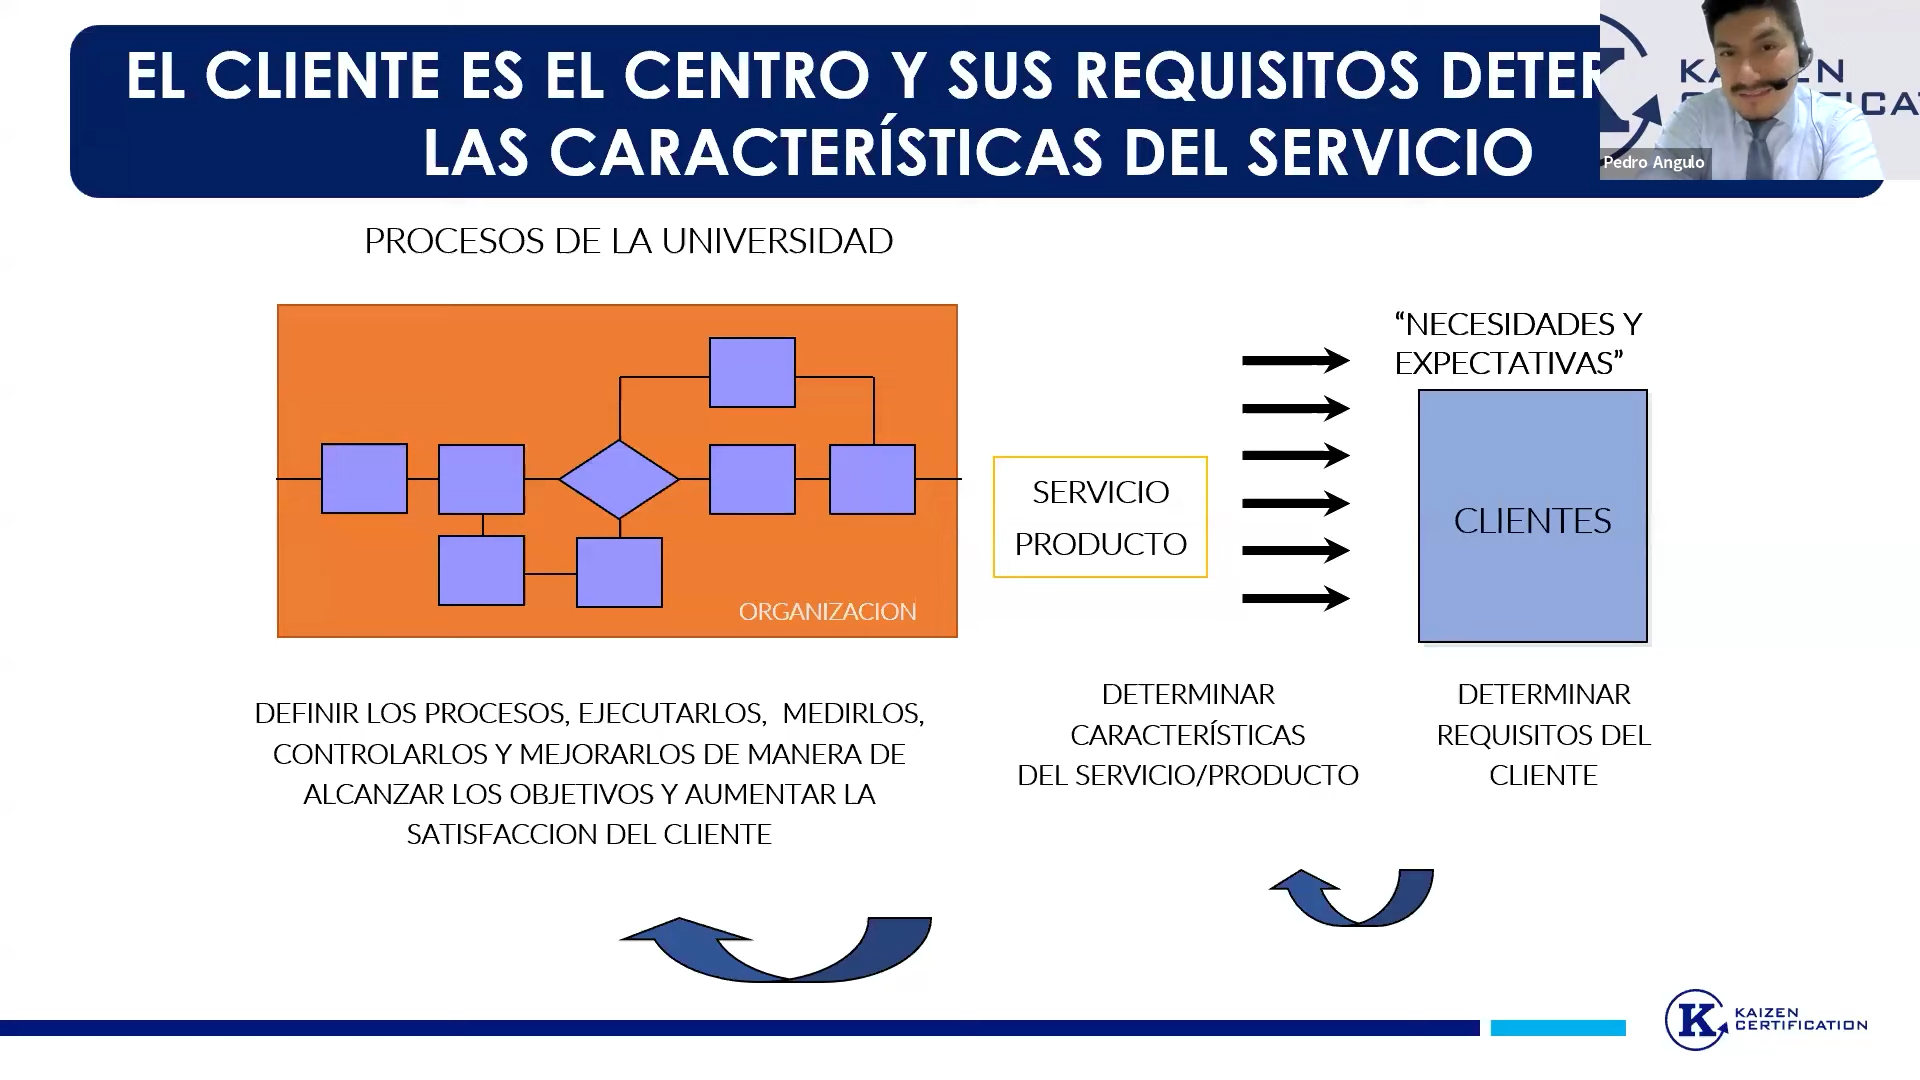 EL CLIENTE ES EL CENTRO Y SUS REQUISITOS
LAS CARACTERÍSTICAS DEL SERVICIO
Pedro Angulo
PROCESOS DE LA UNIVERSIDAD
ORGANIZACION
SERVICIO
PRODUCTO
“NECESIDADES Y
EXPECTATIVAS”
CLIENTES
DEFINIR LOS PROCESOS, EJECUTARLOS, MEDIRLOS,
CONTROLARLOS Y MEJORARLOS DE MANERA DE
ALCANZAR LOS OBJETIVOS Y AUMENTAR LA
SATISFACCION DEL CLIENTE
DETERMINAR
CARACTERÍSTICAS
DEL SERVICIO/PRODUCTO
DETERMINAR
REQUISITOS DEL
CLIENTE
K
KAIZEN
CERTIFICATION